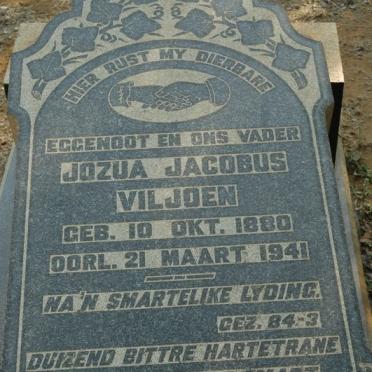 HIER RUST MY DIERBARE
EGGENOOT EN ONS VADER
JOZUA JACOBUS
VILJOEN
GEB. 10 OKT. 1880
OORL. 21 MAART 1941
NA'N SMARTELIKE LYDING.
GEZ. 84-3
DUIZEND BITTRE HARTETRANE